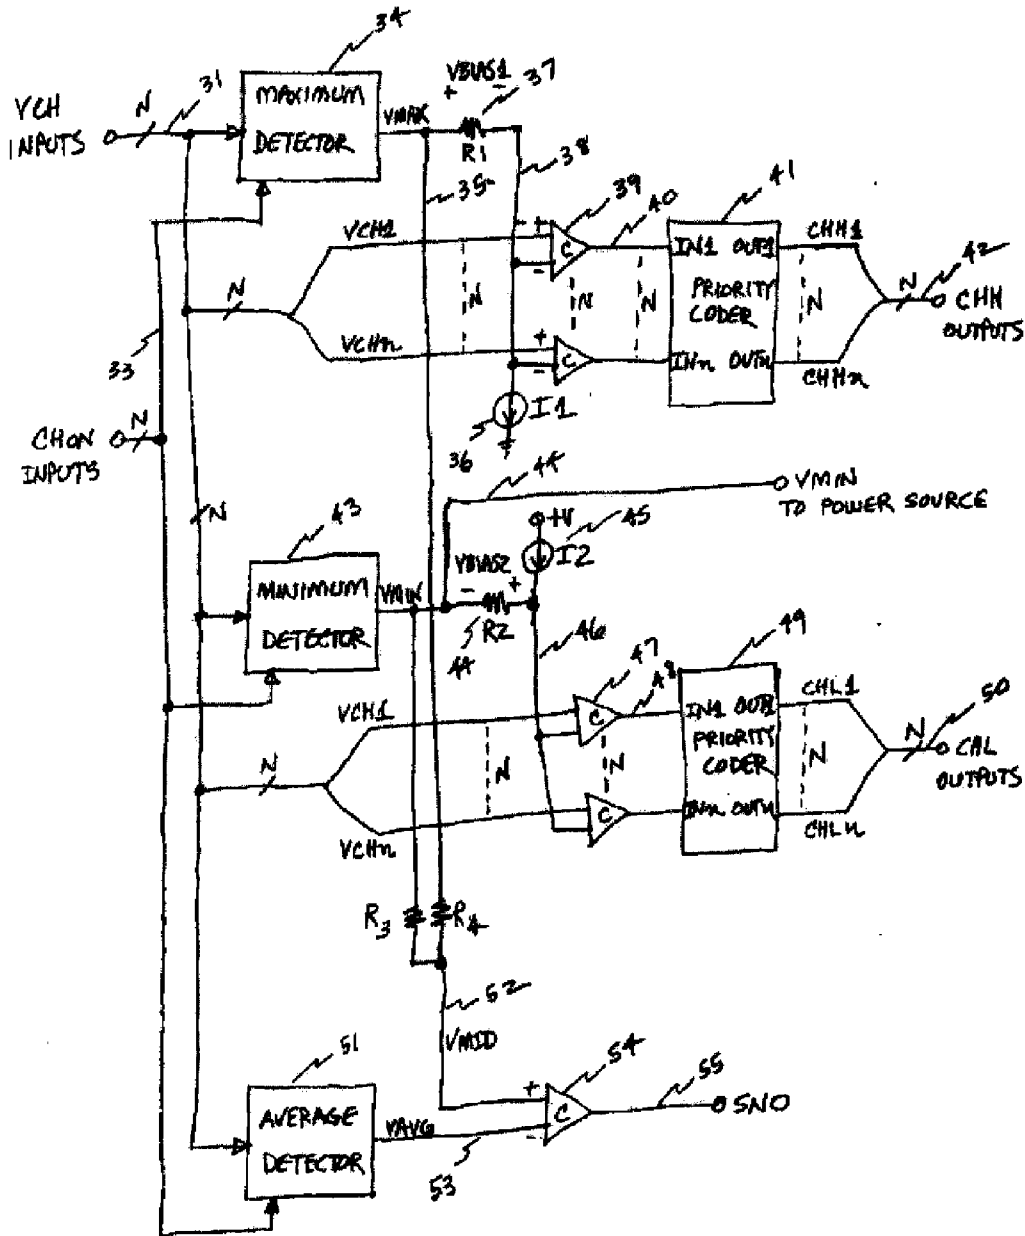 34
VCH
INPUTS
N
31
MAXIMUM
DETECTOR
VMAX
VBIAS1
+ -
37
R1
38
35
39
40
41
VCH1
+
C
-
IN1 OUT1
PRIORITY
CODER
INn OUTn
CHH1
N
42
CHH
OUTPUTS
N
N
N
N
N
VCHn
+
C
-
CHHn
33
I1
36
CHON
INPUTS
N
44
VMIN
TO POWER SOURCE
N
43
+V
45
I2
MINIMUM
DETECTOR
VMIN
VBIAS2
- +
R2
44
46
47
48
49
VCH1
C
IN1 OUT1
PRIORITY
CODER
INn OUTn
CHL1
N
50
CAL
OUTPUTS
N
N
N
N
VCHn
C
CHLn
R3
R4
52
VMID
51
AVERAGE
DETECTOR
VAVG
53
+
C
-
54
55
SNO